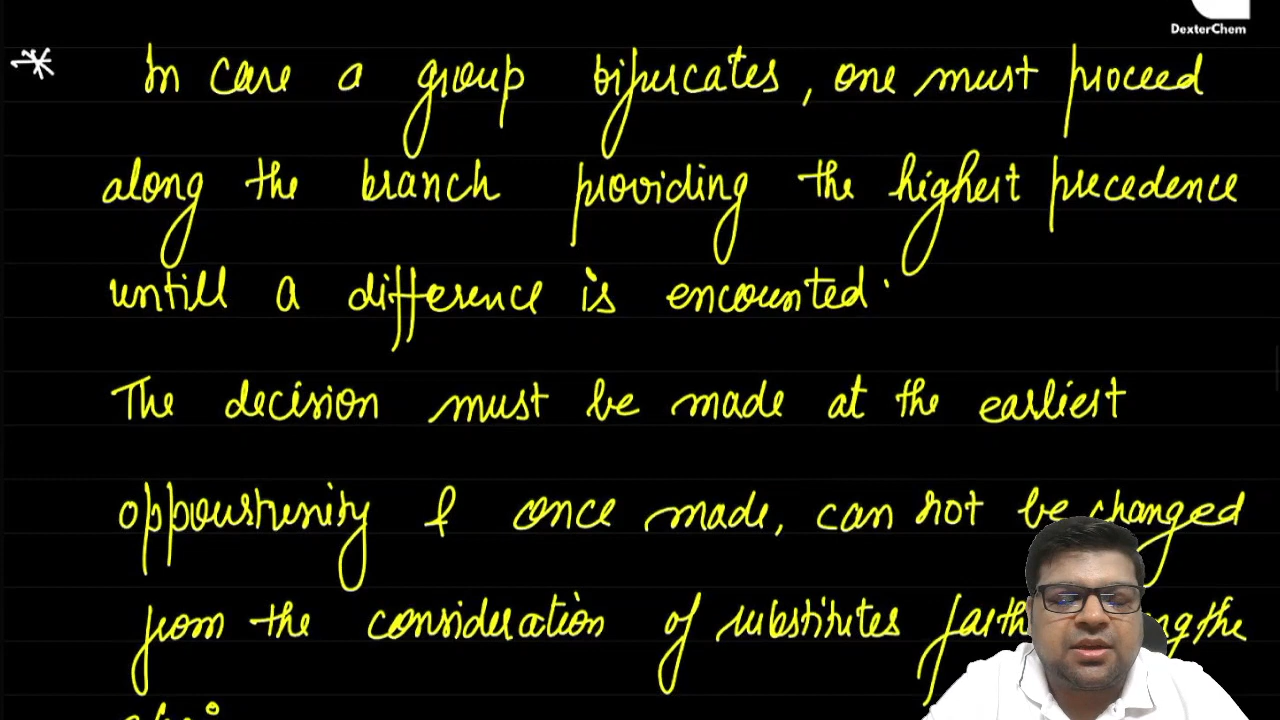 DexterChem
In case a group bifurcates, one must proceed
along the branch providing the highest precedence
untill a difference is encounted.
The decision must be made at the earliest
oppourtunity & once made, can not be changed
from the consideration of substitutes the